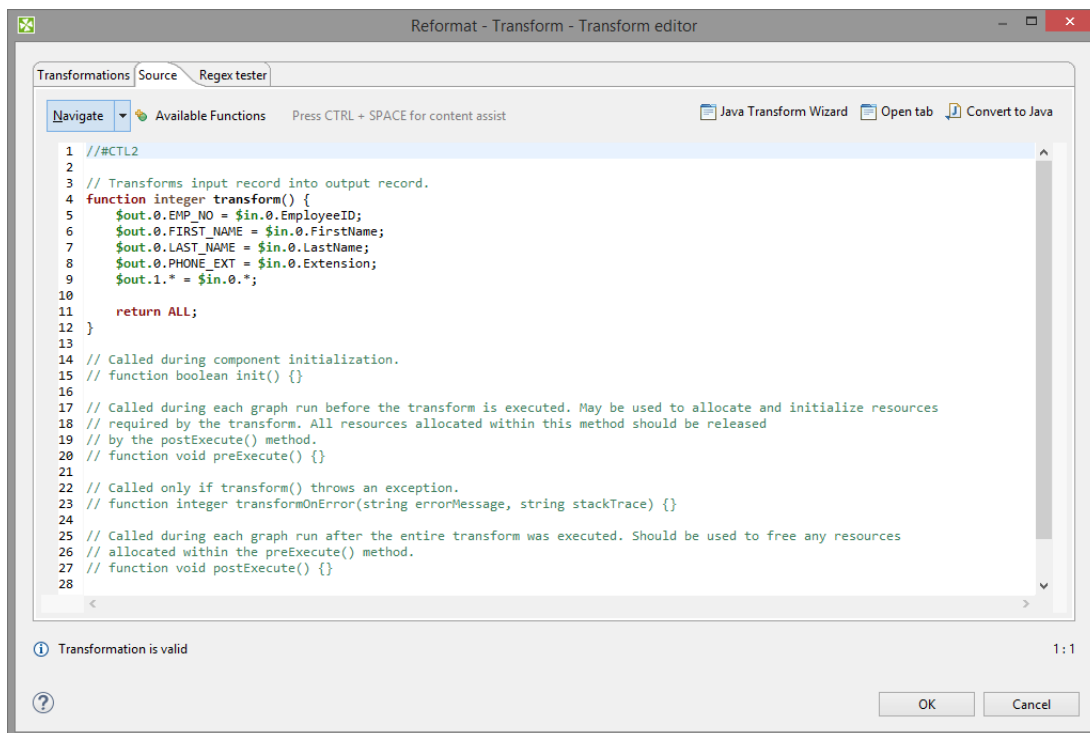 Reformat - Transform - Transform editor
Transformations Source Regex tester
Navigate Available Functions Press CTRL + SPACE for content assist Java Transform Wizard Open tab Convert to Java
1 //#CTL2
2
3 // Transforms input record into output record.
4 function integer transform() {
5 $out.0.EMP_NO = $in.0.EmployeeID;
6 $out.0.FIRST_NAME = $in.0.FirstName;
7 $out.0.LAST_NAME = $in.0.LastName;
8 $out.0.PHONE_EXT = $in.0.Extension;
9 $out.1.* = $in.0.*;
10
11 return ALL;
12 }
13
14 // Called during component initialization.
15 // function boolean init() {}
16
17 // Called during each graph run before the transform is executed. May be used to allocate and initialize resources
18 // required by the transform. All resources allocated within this method should be released
19 // by the postExecute() method.
20 // function void preExecute() {}
21
22 // Called only if transform() throws an exception.
23 // function integer transformOnError(string errorMessage, string stackTrace) {}
24
25 // Called during each graph run after the entire transform was executed. Should be used to free any resources
26 // allocated within the preExecute() method.
27 // function void postExecute() {}
28
Transformation is valid 1:1
OK Cancel